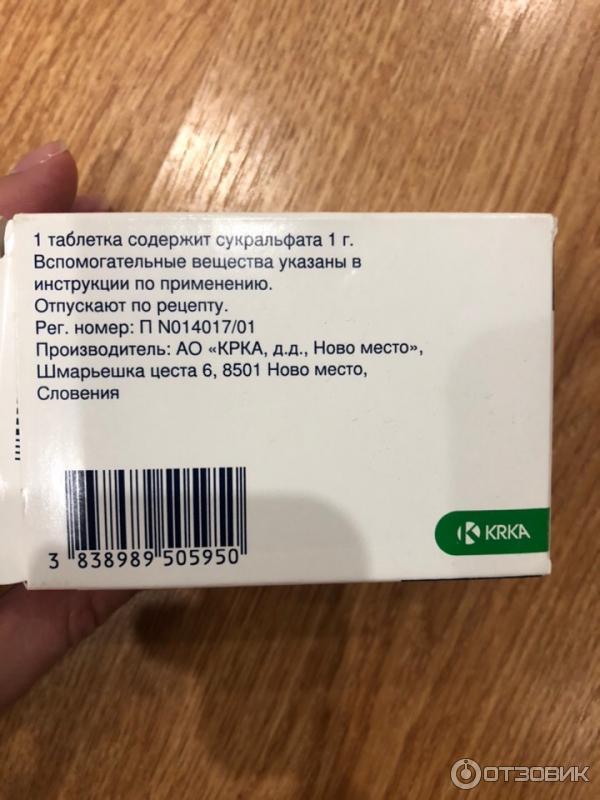 1 таблетка содержит сукральфата 1 г.
Вспомогательные вещества указаны в
инструкции по применению.
Отпускают по рецепту.
Рег. номер: П N014017/01
Производитель: АО «КРКА, д.д., Ново место»,
Шмарьешка цеста 6, 8501 Ново место,
Словения
3 838989 505950
KRKA
ОТЗОВИК